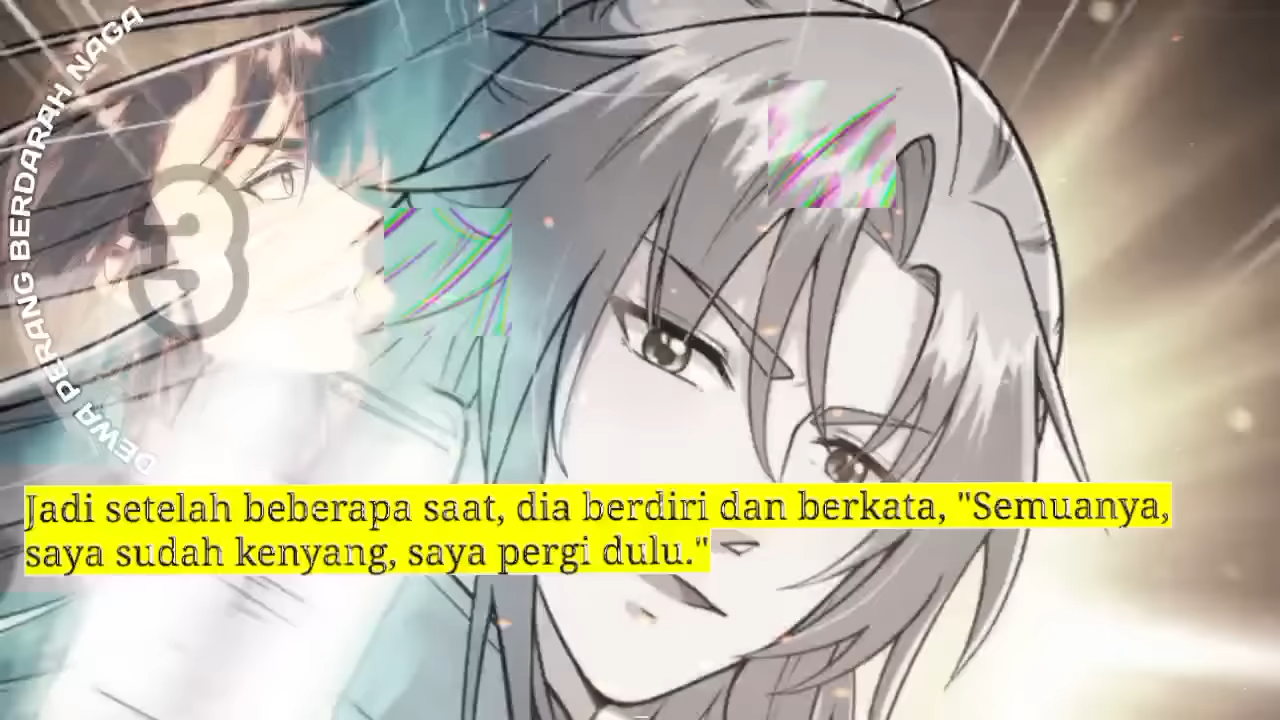 DEWA PERANG BERDARAH NAGA
Jadi setelah beberapa saat, dia berdiri dan berkata, "Semuanya,
saya sudah kenyang, saya pergi dulu."